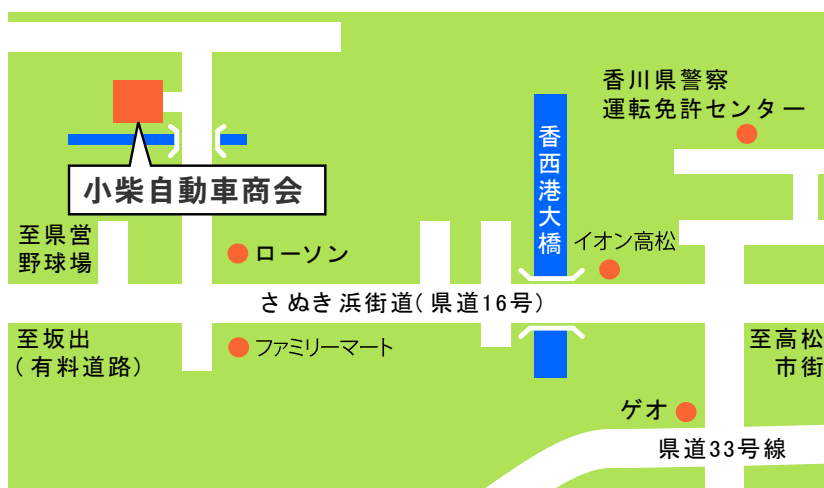 香川県警察
運転免許センター
香西港大橋
小柴自動車商会
至県営
野球場
ローソン
イオン高松
さぬき浜街道(県道16号)
至坂出
(有料道路)
ファミリーマート
至高松
市街
ゲオ
県道33号線